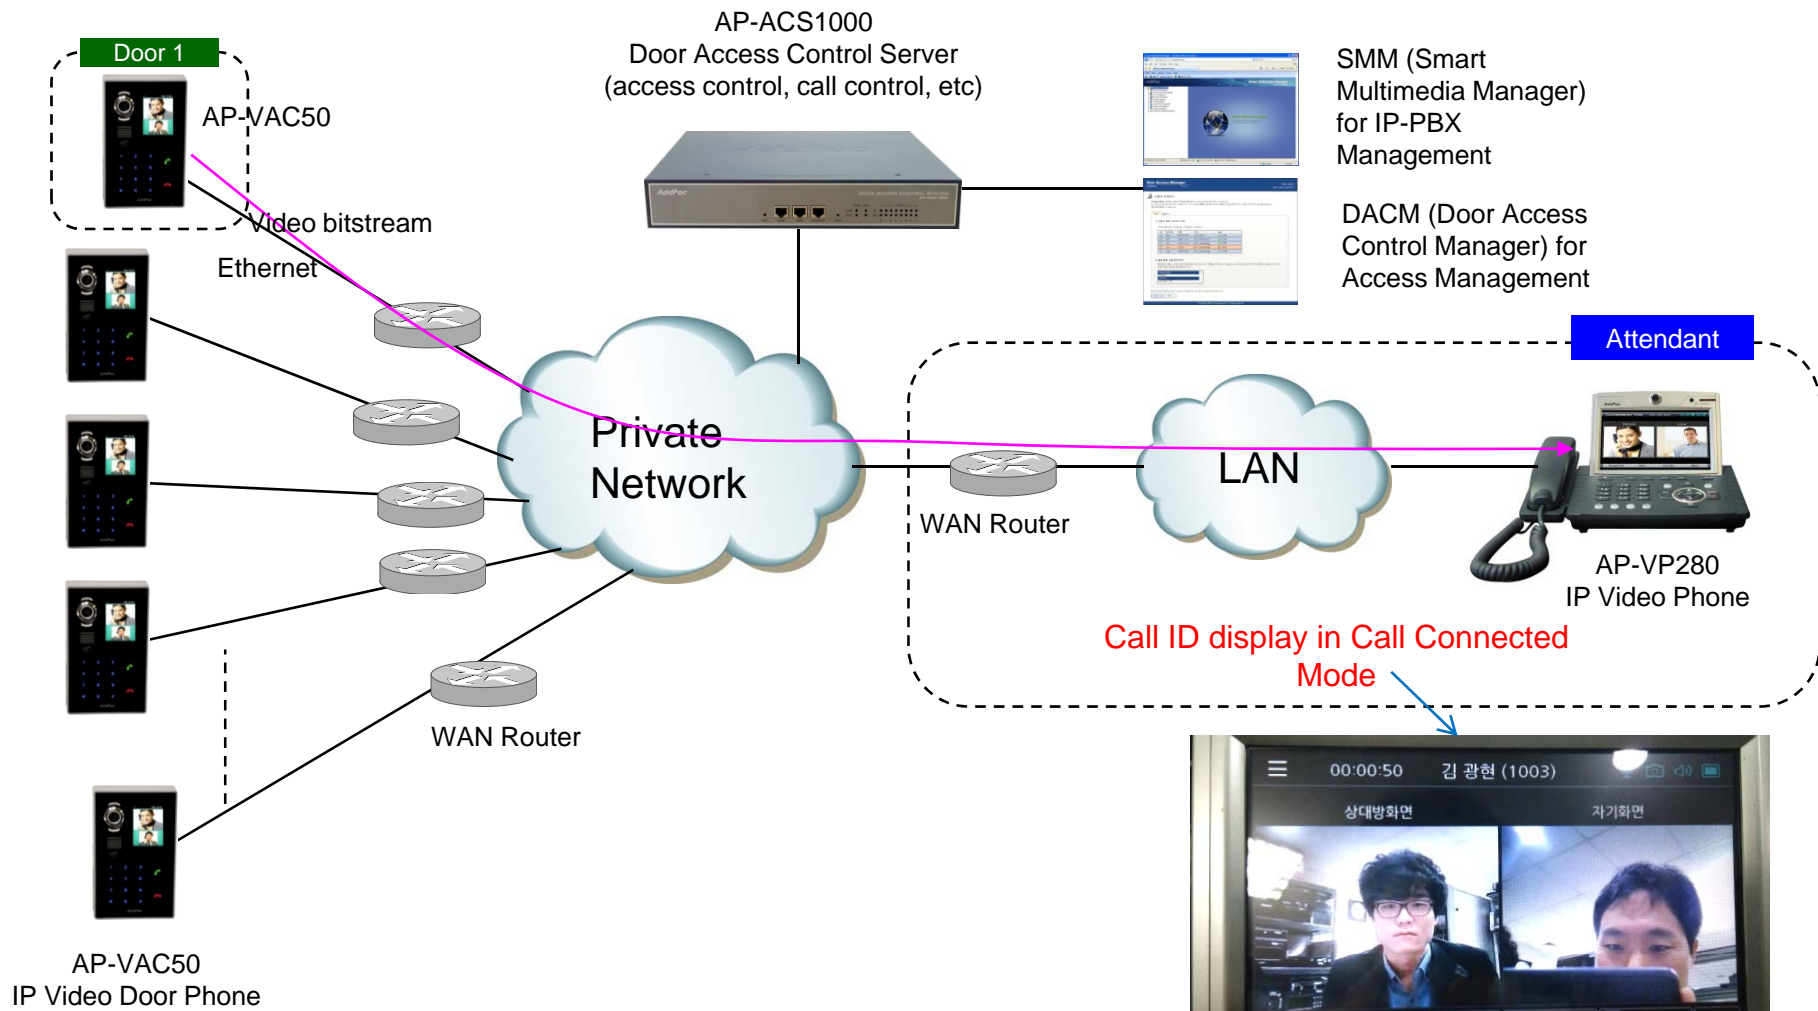 Door 1
AP-VAC50
Video bitstream
Ethernet
AP-ACS1000
Door Access Control Server
(access control, call control, etc)
AddPac
SMM (Smart
Multimedia Manager)
for IP-PBX
Management
DACM (Door Access
Control Manager) for
Access Management
Attendant
Private
Network
LAN
WAN Router
AP-VP280
IP Video Phone
Call ID display in Call Connected
Mode
00:00:50 김 광현 (1003)
상대방화면 자기화면
WAN Router
AP-VAC50
IP Video Door Phone